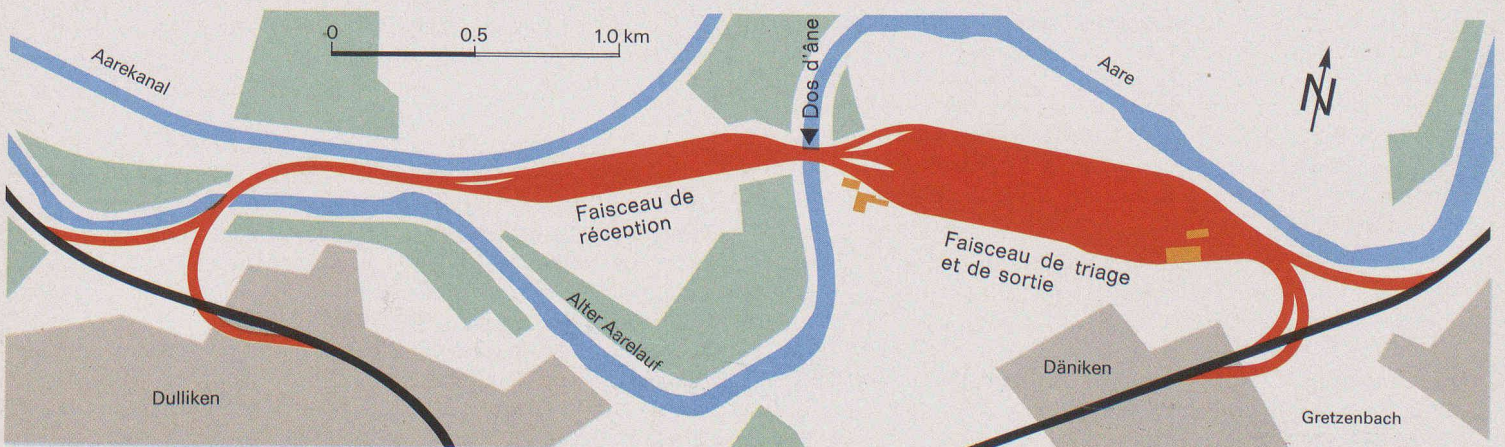 0 0.5 1.0 km
Aarekanal
Dos d'âne
Aare
N
Faisceau de
réception
Faisceau de triage
et de sortie
Alter Aarelauf
Däniken
Dulliken
Gretzenbach